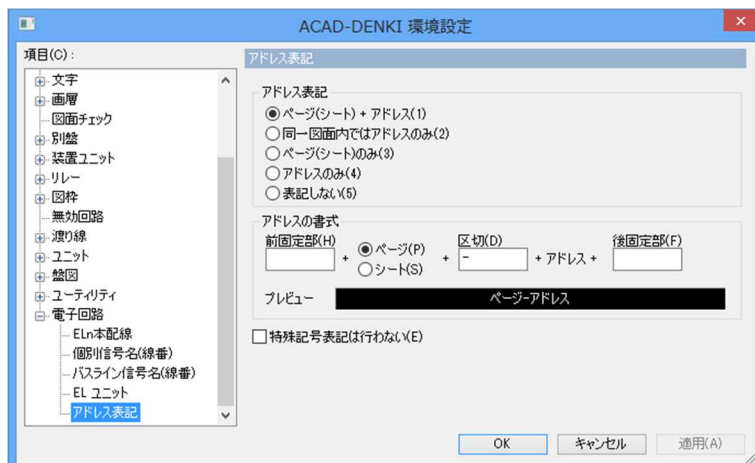 ACAD-DENKI 環境設定
項目(C):
文字
画層
図面チェック
別盤
装置ユニット
リレー
図枠
無効回路
渡り線
ユニット
盤図
ユーティリティ
電子回路
ELn本配線
個別信号名(線番)
バスライン信号名(線番)
EL ユニット
アドレス表記
アドレス表記
アドレス表記
ページ(シート) + アドレス(1)
同一図面内ではアドレスのみ(2)
ページ(シート)のみ(3)
アドレスのみ(4)
表記しない(5)
アドレスの書式
前固定部(H) 区切(D) 後固定部(F)
+ ページ(P) + - + アドレス +
シート(S)
プレビュー ページ-アドレス
特殊記号表記は行わない(E)
OK キャンセル 適用(A)